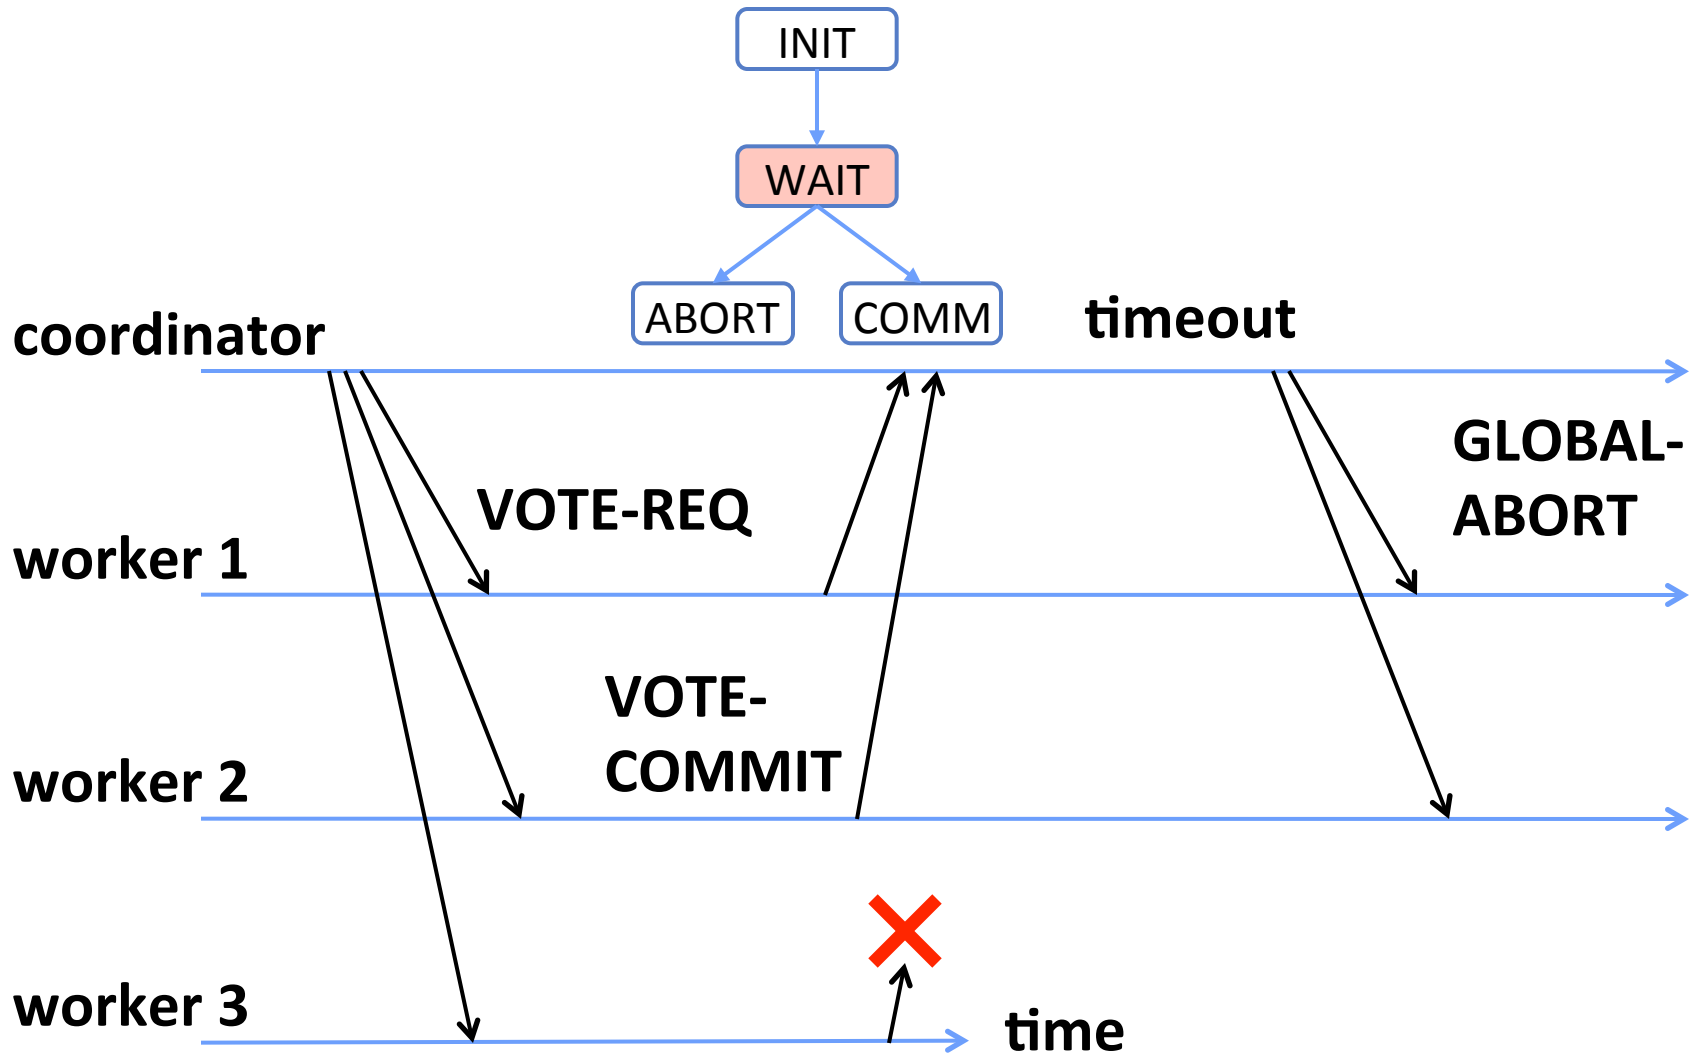 INIT
WAIT
ABORT
COMM
timeout
coordinator
GLOBAL-
ABORT
VOTE-REQ
worker 1
VOTE-
COMMIT
worker 2
worker 3
time